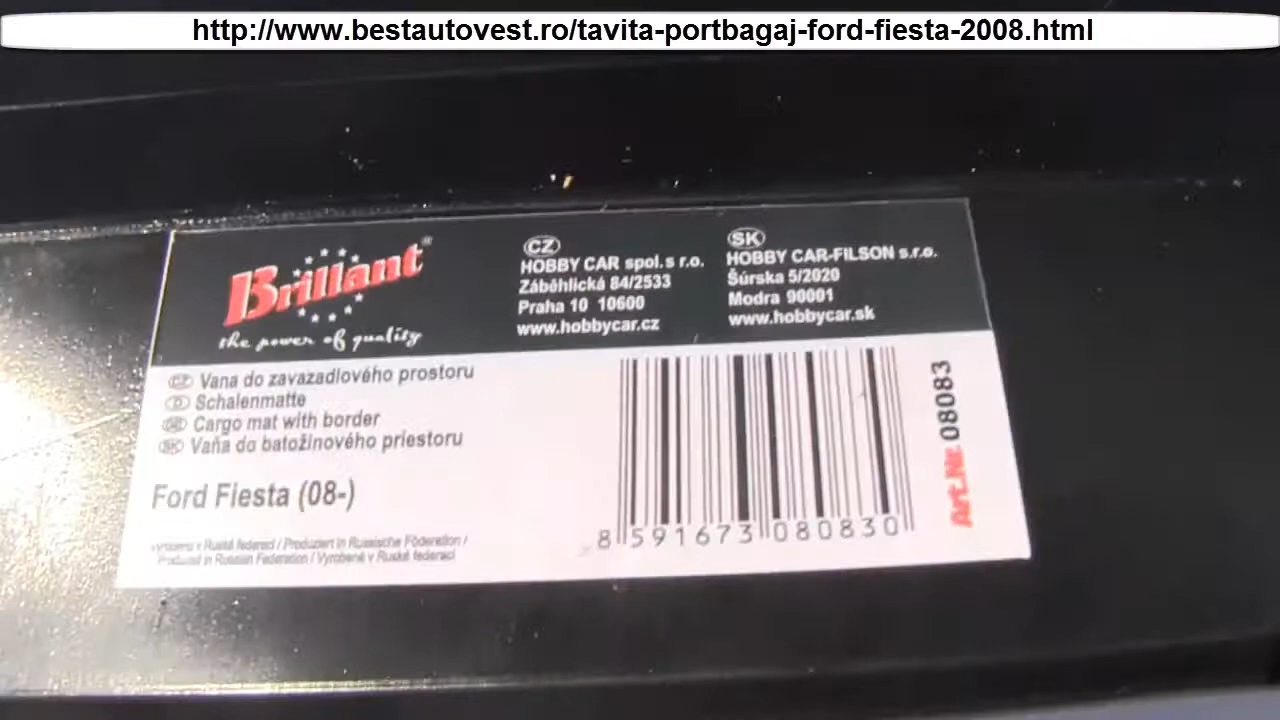 http://www.bestautovest.ro/tavita-portbagaj-ford-fiesta-2008.html
Brillant®
the power of quality
CZ
HOBBY CAR spol. s r.o.
Záběhlická 84/2533
Praha 10 10600
www.hobbycar.cz
SK
HOBBY CAR-FILSON s.r.o.
Šúrska 5/2020
Modra 90001
www.hobbycar.sk
CZ Vana do zavazadlového prostoru
D Schalenmatte
GB Cargo mat with border
SK Vaňa do batožinového priestoru
Ford Fiesta (08-)
Vyrobeno v Ruské federaci / Produziert in Russische Föderation /
Produced in Russian Federation / Vyrobené v Ruské federaci
8 591673 080830
Art.Nr. 08083